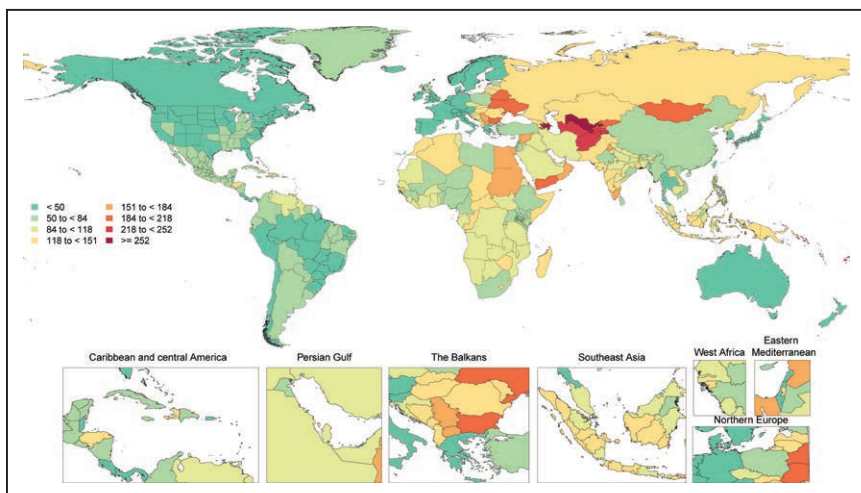 < 50
50 to < 84
84 to < 118
118 to < 151
151 to < 184
184 to < 218
218 to < 252
>= 252
Caribbean and central America
Persian Gulf
The Balkans
Southeast Asia
West Africa
Eastern
Mediterranean
Northern Europe